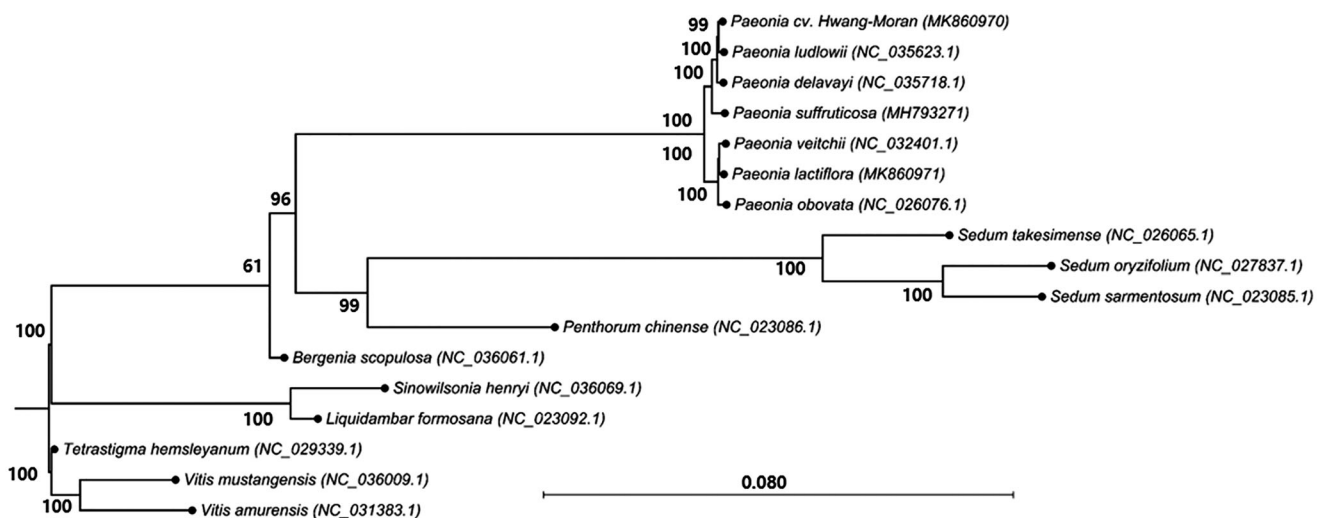 99
Paeonia cv. Hwang-Moran (MK860970)
100
Paeonia ludlowii (NC_035623.1)
100
Paeonia delavayi (NC_035718.1)
Paeonia suffruticosa (MH793271)
100
Paeonia veitchii (NC_032401.1)
100
Paeonia lactiflora (MK860971)
100
Paeonia obovata (NC_026076.1)
96
Sedum takesimense (NC_026065.1)
61
100
Sedum oryzifolium (NC_027837.1)
100
Sedum sarmentosum (NC_023085.1)
99
Penthorum chinense (NC_023086.1)
100
Bergenia scopulosa (NC_036061.1)
Sinowilsonia henryi (NC_036069.1)
100
Liquidambar formosana (NC_023092.1)
Tetrastigma hemsleyanum (NC_029339.1)
100
Vitis mustangensis (NC_036009.1)
0.080
100
Vitis amurensis (NC_031383.1)